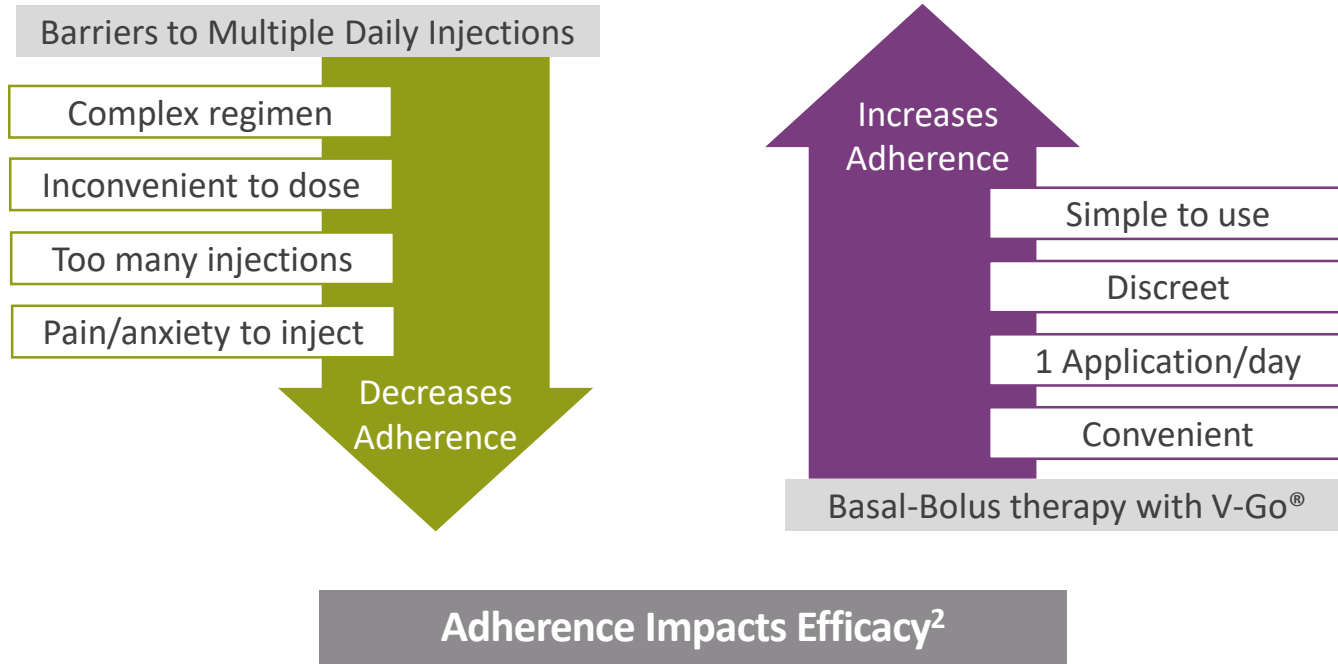 Barriers to Multiple Daily Injections
Complex regimen
Inconvenient to dose
Too many injections
Pain/anxiety to inject
Decreases
Adherence
Increases
Adherence
Simple to use
Discreet
1 Application/day
Convenient
Basal-Bolus therapy with V-Go®
Adherence Impacts Efficacy²